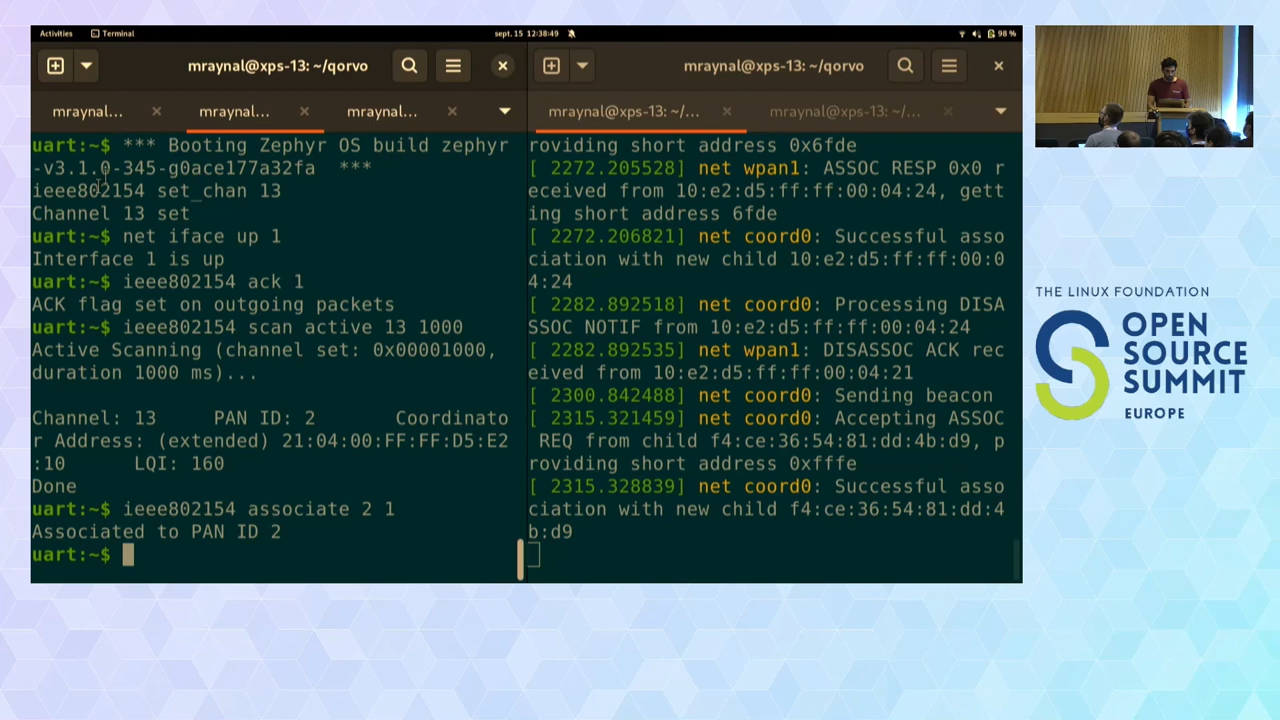 Activities Terminal sept. 15 12:38:49 98 %
mraynal@xps-13: ~/qorvo
mraynal...
mraynal...
mraynal...
uart:~$ *** Booting Zephyr OS build zephyr
-v3.1.0-345-g0ace177a32fa ***
ieee802154 set_chan 13
Channel 13 set
uart:~$ net iface up 1
Interface 1 is up
uart:~$ ieee802154 ack 1
ACK flag set on outgoing packets
uart:~$ ieee802154 scan active 13 1000
Active Scanning (channel set: 0x00001000,
duration 1000 ms)...
Channel: 13 PAN ID: 2 Coordinato
r Address: (extended) 21:04:00:FF:FF:D5:E2
:10 LQI: 160
Done
uart:~$ ieee802154 associate 2 1
Associated to PAN ID 2
uart:~$
mraynal@xps-13: ~/qorvo
mraynal@xps-13: ~/...
mraynal@xps-13: ~/...
roviding short address 0x6fde
[ 2272.205528] net wpan1: ASSOC RESP 0x0 r
eceived from 10:e2:d5:ff:ff:00:04:24, gett
ing short address 6fde
[ 2272.206821] net coord0: Successful asso
ciation with new child 10:e2:d5:ff:ff:00:0
4:24
[ 2282.892518] net coord0: Processing DISA
SSOC NOTIF from 10:e2:d5:ff:ff:00:04:24
[ 2282.892535] net wpan1: DISASSOC ACK rec
eived from 10:e2:d5:ff:ff:00:04:21
[ 2300.842488] net coord0: Sending beacon
[ 2315.321459] net coord0: Accepting ASSOC
REQ from child f4:ce:36:54:81:dd:4b:d9, p
roviding short address 0xfffe
[ 2315.328839] net coord0: Successful asso
ciation with new child f4:ce:36:54:81:dd:4
b:d9
THE LINUX FOUNDATION
OPEN
SOURCE
SUMMIT
EUROPE